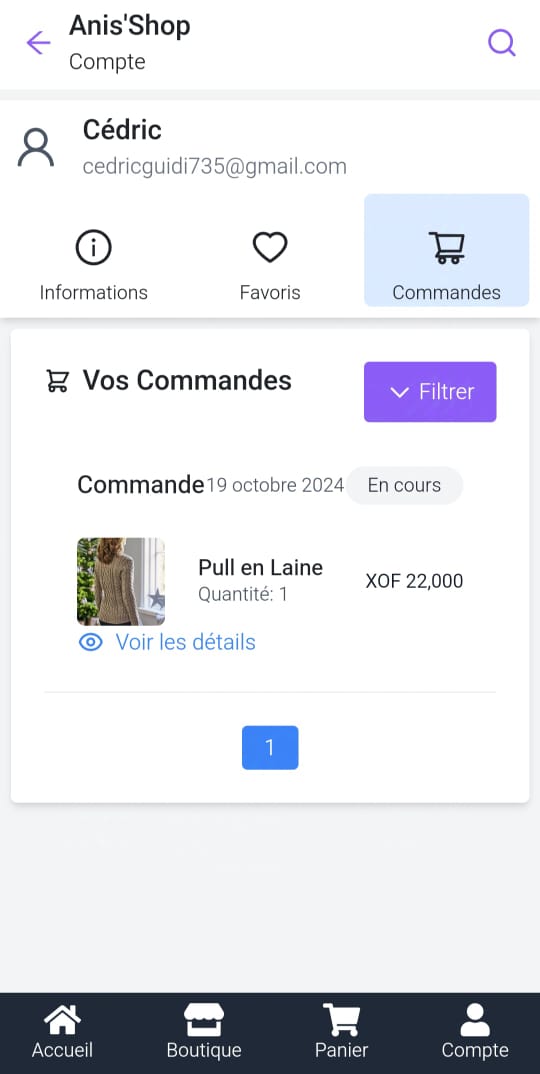 Anis'Shop
Compte
Cédric
cedricguidi735@gmail.com
Informations
Favoris
Commandes
Vos Commandes
Filtrer
Commande 19 octobre 2024 En cours
Pull en Laine
Quantité: 1
XOF 22,000
Voir les détails
1
Accueil
Boutique
Panier
Compte